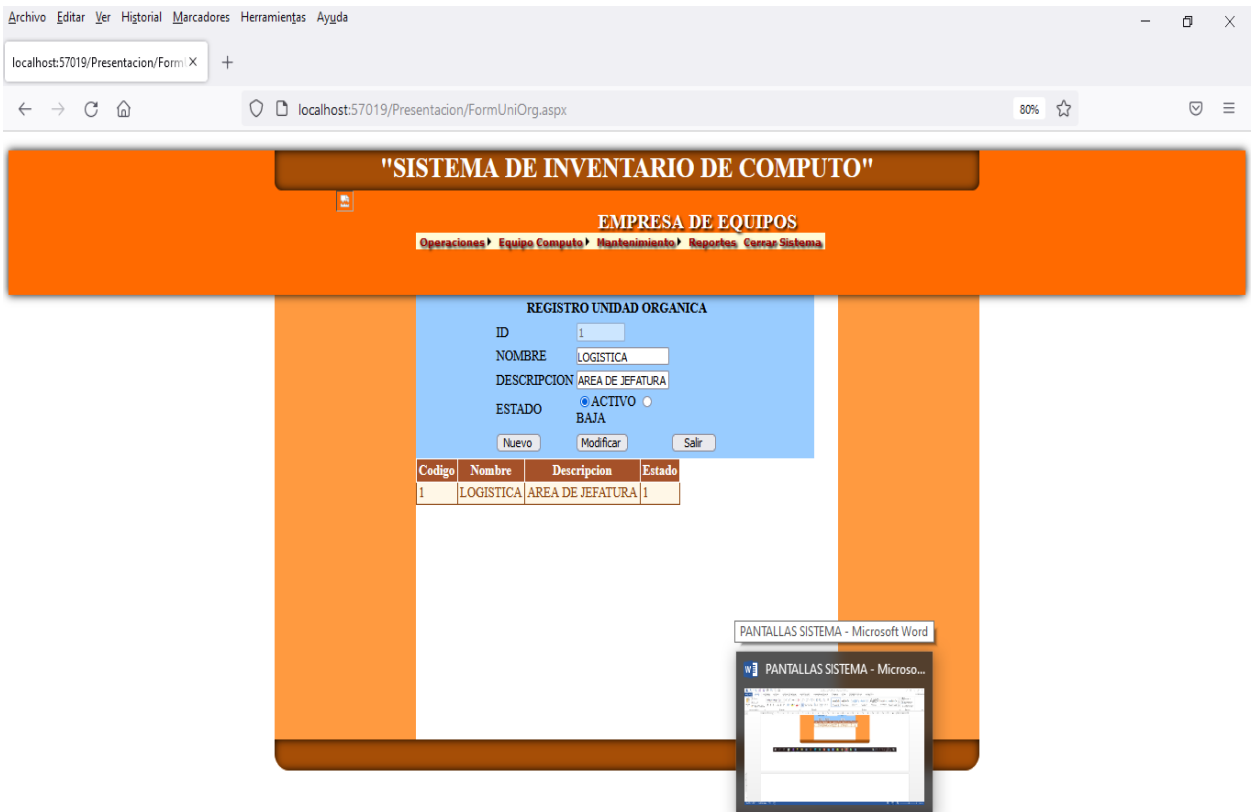 Archivo Editar Ver Historial Marcadores Herramientas Ayuda
localhost:57019/Presentacion/Form
localhost:57019/Presentacion/FormUniOrg.aspx 80%
"SISTEMA DE INVENTARIO DE COMPUTO"
EMPRESA DE EQUIPOS
Operaciones Equipo Computo Mantenimiento Reportes Cerrar Sistema
REGISTRO UNIDAD ORGANICA
ID 1
NOMBRE LOGISTICA
DESCRIPCION AREA DE JEFATURA
ESTADO ACTIVO
BAJA
Nuevo Modificar Salir
Codigo Nombre Descripcion Estado
1 LOGISTICA AREA DE JEFATURA 1
PANTALLAS SISTEMA - Microsoft Word
PANTALLAS SISTEMA - Microso...